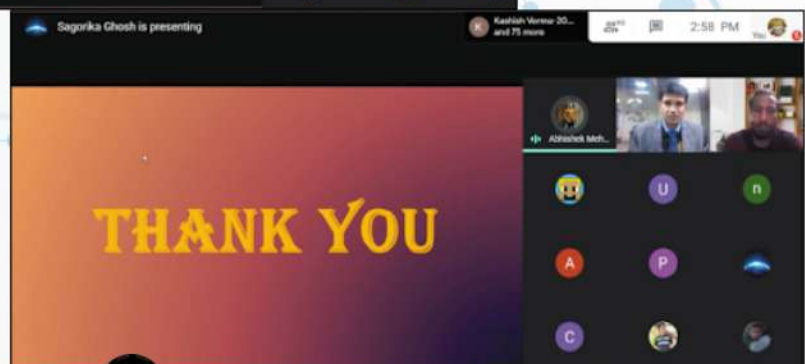 Sagorika Ghosh is presenting
K
Kashish Verma 20...
and 75 more
2:58 PM
You
Abhishek Meh...
THANK YOU
U
n
A
P
C